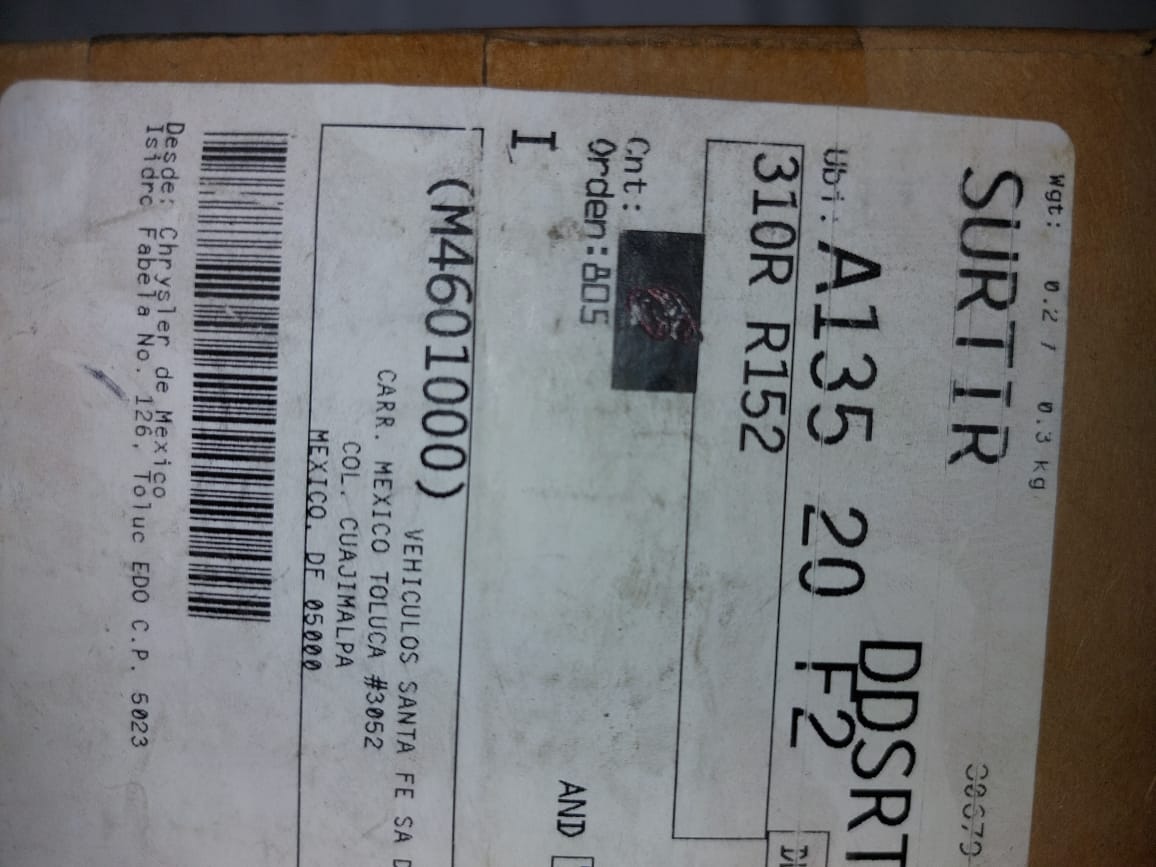 Wgt: 0.2 / 0.3 kg
SURTIR
DDSRT
Ubi. A135 20 F2
310R R152
Cnt:
Orden:805
I
AND
(M4601000)
VEHICULOS SANTA FE SA D
CARR. MEXICO TOLUCA #3052
COL. CUAJIMALPA
MEXICO, DF 05000
Desde: Chrysler de Mexico
Isidro Fabela No. 126, Toluc EDO C.P. 5023